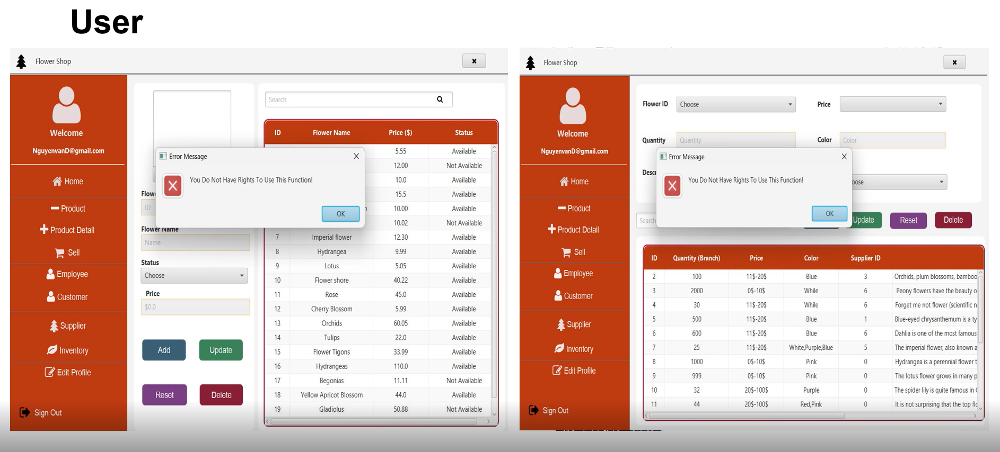 User
Flower Shop
Welcome
NguyenvanD@gmail.com
Home
Product
Product Detail
Sell
Employee
Customer
Supplier
Inventory
Edit Profile
Sign Out
Error Message
You Do Not Have Rights To Use This Function!
OK
ID
Flower Name
Name
Status
Choose
Price
$0.0
Add Update
Reset Delete
Search
ID Flower Name Price ($) Status
5.55 Available
12.00 Not Available
10.0 Available
15.5 Available
10.00 Available
10.02 Not Available
7 Imperial flower 12.30 Available
8 Hydrangea 9.99 Available
9 Lotus 5.05 Available
10 Flower shore 40.22 Available
11 Rose 45.0 Available
12 Cherry Blossom 5.99 Available
13 Orchids 60.05 Available
14 Tulips 22.0 Available
15 Flower Tigons 33.99 Available
16 Hydrangeas 110.0 Available
17 Begonias 11.11 Not Available
18 Yellow Apricot Blossom 44.0 Available
19 Gladiolus 50.88 Not Available
Flower Shop
Welcome
NguyenvanD@gmail.com
Home
Product
Product Detail
Sell
Employee
Customer
Supplier
Inventory
Edit Profile
Sign Out
Flower ID Choose Price
Quantity Quantity Color Color
Error Message
You Do Not Have Rights To Use This Function!
OK
Search Update Reset Delete
ID Quantity (Branch) Price Color Supplier ID
2 100 11$-20$ Blue 3 Orchids, plum blossoms, bamboo
3 2000 0$-10$ While 6 Peony flowers have the beauty o
4 30 11$-20$ While 6 Forget me not flower (scientific n
5 500 11$-20$ Blue 1 Blue-eyed chrysanthemum is a ty
6 600 11$-20$ Blue 6 Dahlia is one of the most famous
7 25 11$-20$ White,Purple,Blue 5 The imperial flower, also known a
8 1000 0$-10$ Pink 0 Hydrangea is a perennial flower t
9 999 0$-10$ Pink 0 The lotus flower grows in many p
10 32 20$-100$ Purple 0 The spider lily is quite famous in
11 44 20$-100$ Red,Pink 0 It is not surprising that the top flo